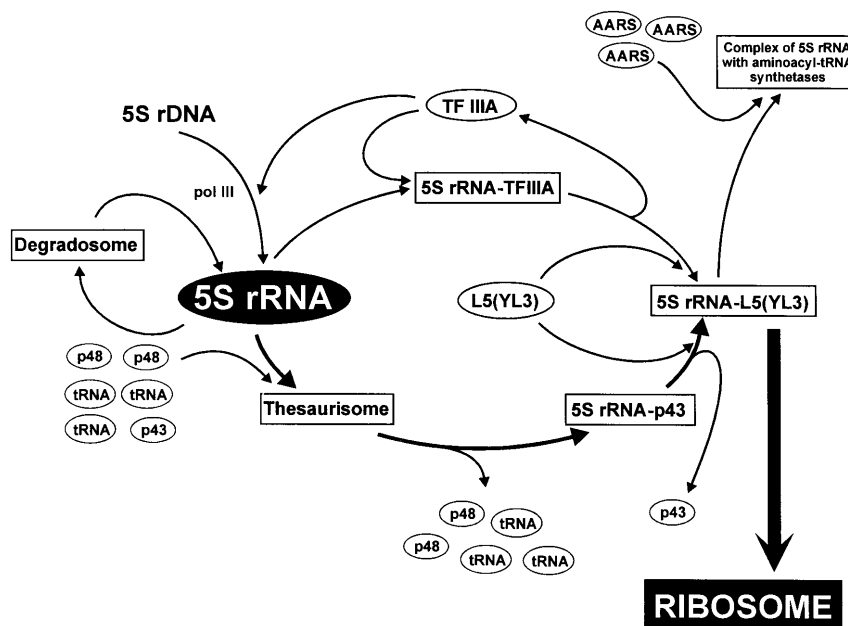 AARS
AARS
AARS
Complex of 5S rRNA
with aminoacyl-tRNA
synthetases
5S rDNA
TF IIIA
pol III
5S rRNA-TFIIIA
Degradosome
5S rRNA
L5(YL3)
5S rRNA-L5(YL3)
p48
p48
tRNA
tRNA
tRNA
p43
Thesaurisome
5S rRNA-p43
p48
tRNA
p48
tRNA
tRNA
p43
RIBOSOME